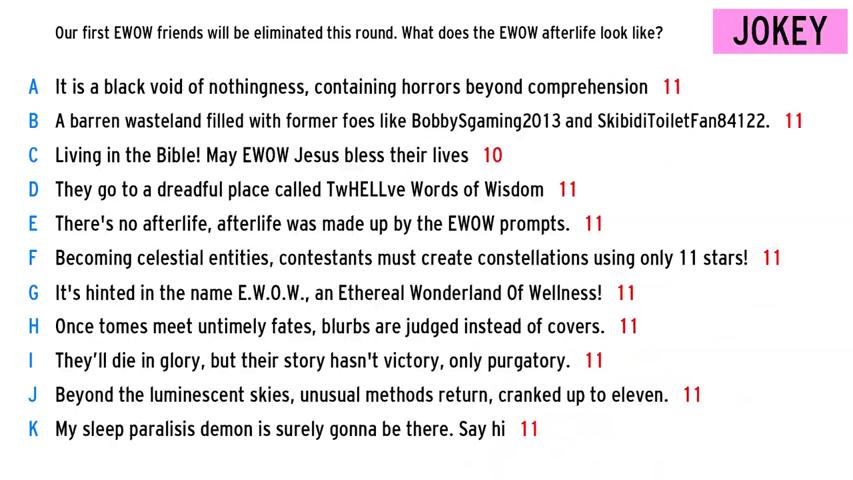 Our first EWOW friends will be eliminated this round. What does the EWOW afterlife look like?
JOKEY
A It is a black void of nothingness, containing horrors beyond comprehension 11
B A barren wasteland filled with former foes like BobbySgaming2013 and SkibidiToiletFan84122. 11
C Living in the Bible! May EWOW Jesus bless their lives 10
D They go to a dreadful place called TwHELLve Words of Wisdom 11
E There's no afterlife, afterlife was made up by the EWOW prompts. 11
F Becoming celestial entities, contestants must create constellations using only 11 stars! 11
G It's hinted in the name E.W.O.W., an Ethereal Wonderland Of Wellness! 11
H Once tomes meet untimely fates, blurbs are judged instead of covers. 11
I They’ll die in glory, but their story hasn't victory, only purgatory. 11
J Beyond the luminescent skies, unusual methods return, cranked up to eleven. 11
K My sleep paralisis demon is surely gonna be there. Say hi 11